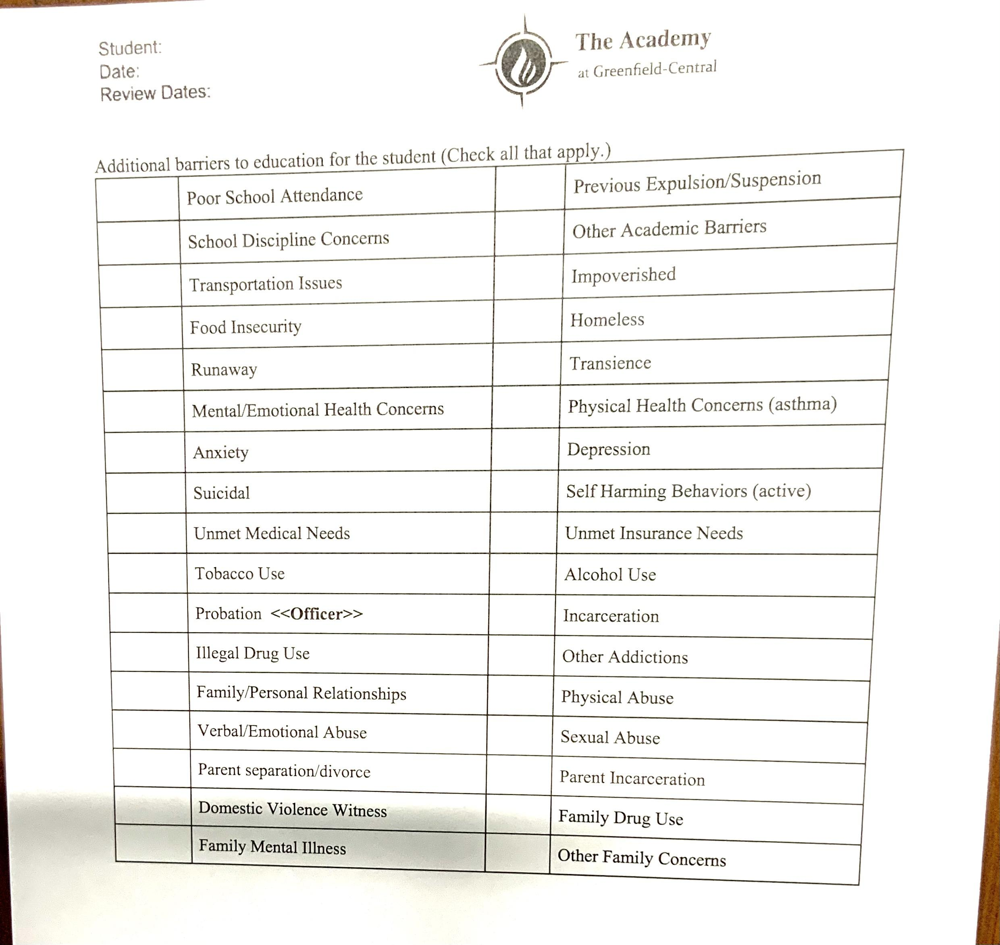 Student:
Date:
Review Dates:
The Academy
at Greenfield-Central
Additional barriers to education for the student (Check all that apply.)
Poor School Attendance
Previous Expulsion/Suspension
School Discipline Concerns
Other Academic Barriers
Transportation Issues
Impoverished
Food Insecurity
Homeless
Runaway
Transience
Mental/Emotional Health Concerns
Physical Health Concerns (asthma)
Anxiety
Depression
Suicidal
Self Harming Behaviors (active)
Unmet Medical Needs
Unmet Insurance Needs
Tobacco Use
Alcohol Use
Probation <<Officer>>
Incarceration
Illegal Drug Use
Other Addictions
Family/Personal Relationships
Physical Abuse
Verbal/Emotional Abuse
Sexual Abuse
Parent separation/divorce
Parent Incarceration
Domestic Violence Witness
Family Drug Use
Family Mental Illness
Other Family Concerns